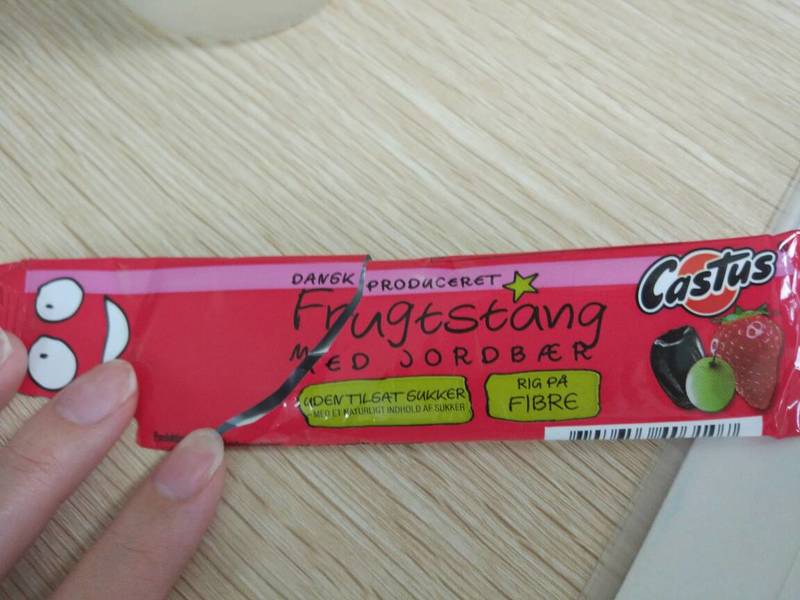 DANSK PRODUCERET
Frugtstang
MED JORDBÆR
UDEN TILSAT SUKKER
- MED ET NATURLIGT INDHOLD AF SUKKER
RIG PÅ
FIBRE
Castus